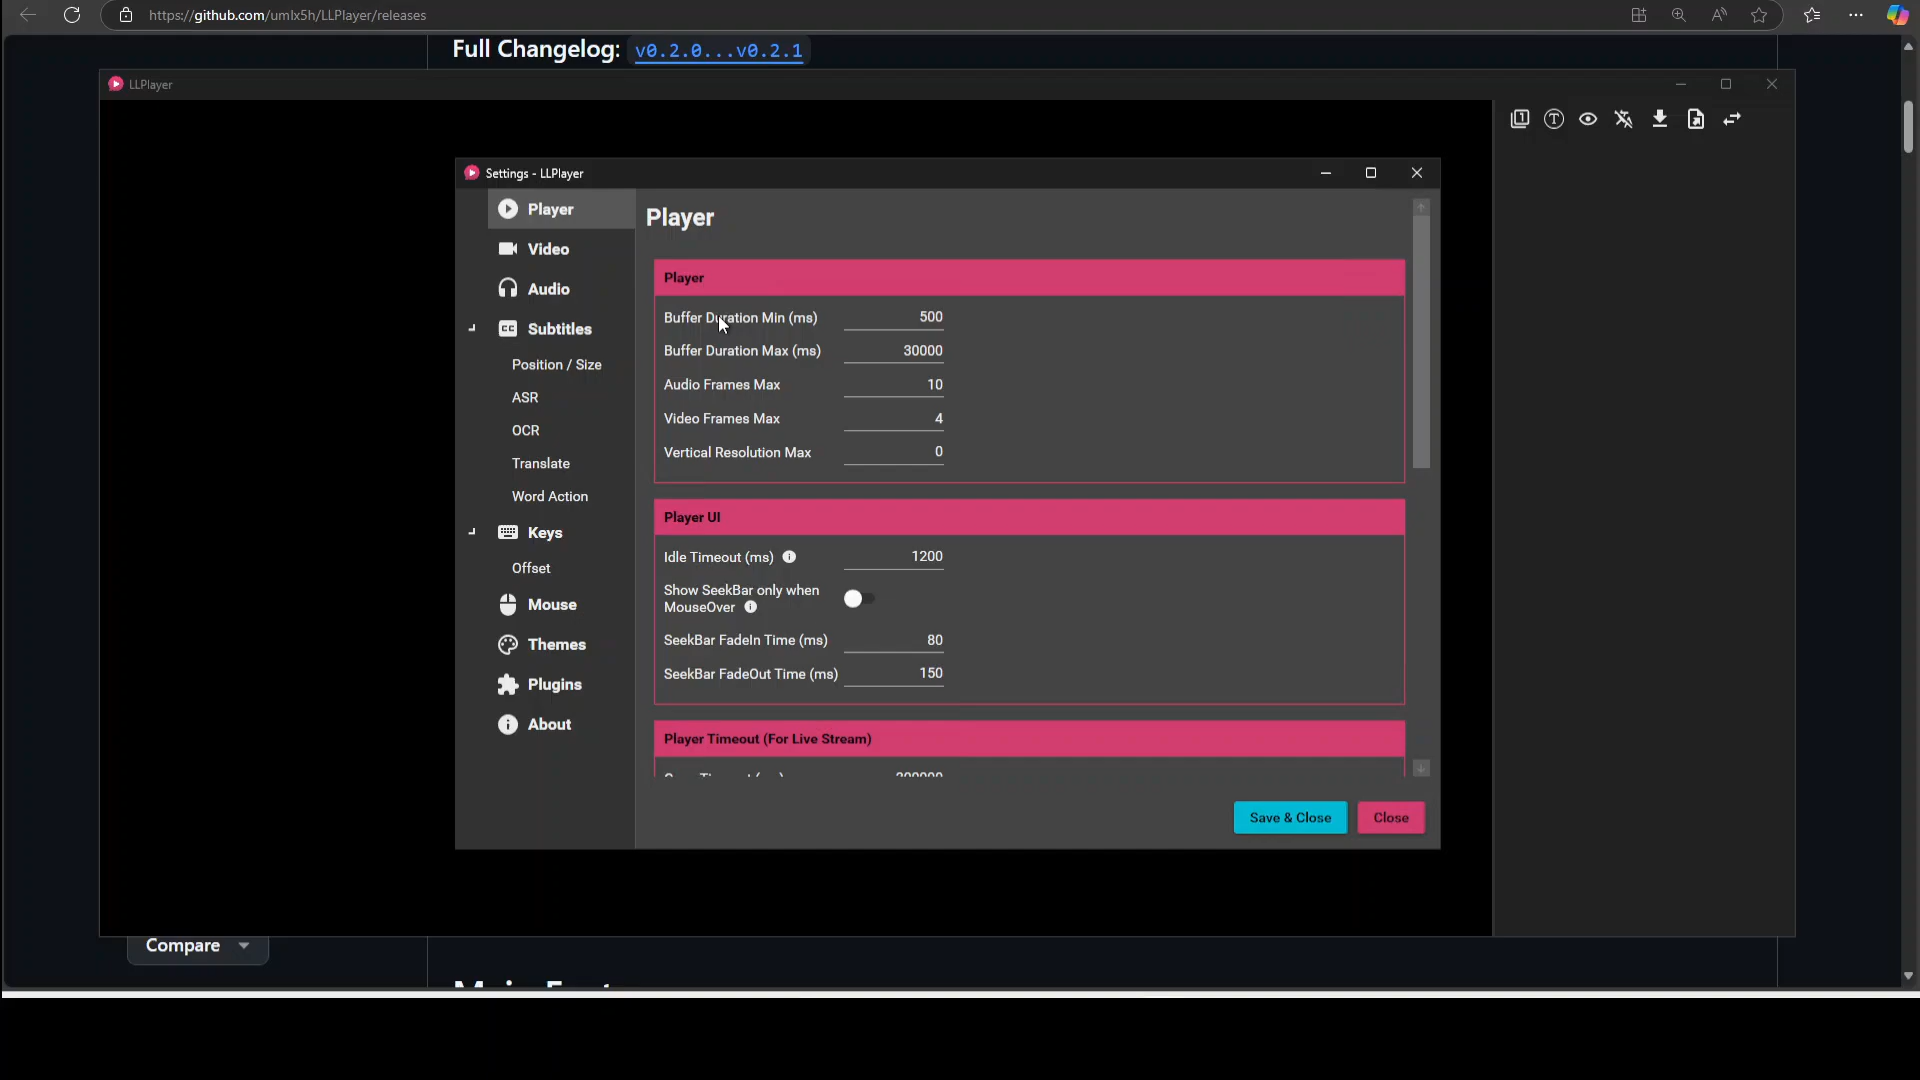 https://github.com/umlx5h/LLPlayer/releases
Full Changelog: v0.2.0...v0.2.1
LLPlayer
Settings - LLPlayer
Player
Video
Audio
Subtitles
Position / Size
ASR
OCR
Translate
Word Action
Keys
Offset
Mouse
Themes
Plugins
About
Player
Player
Buffer Duration Min (ms) 500
Buffer Duration Max (ms) 30000
Audio Frames Max 10
Video Frames Max 4
Vertical Resolution Max 0
Player UI
Idle Timeout (ms) 1200
Show SeekBar only when
MouseOver
SeekBar FadeIn Time (ms) 80
SeekBar FadeOut Time (ms) 150
Player Timeout (For Live Stream)
Save & Close
Close
Compare